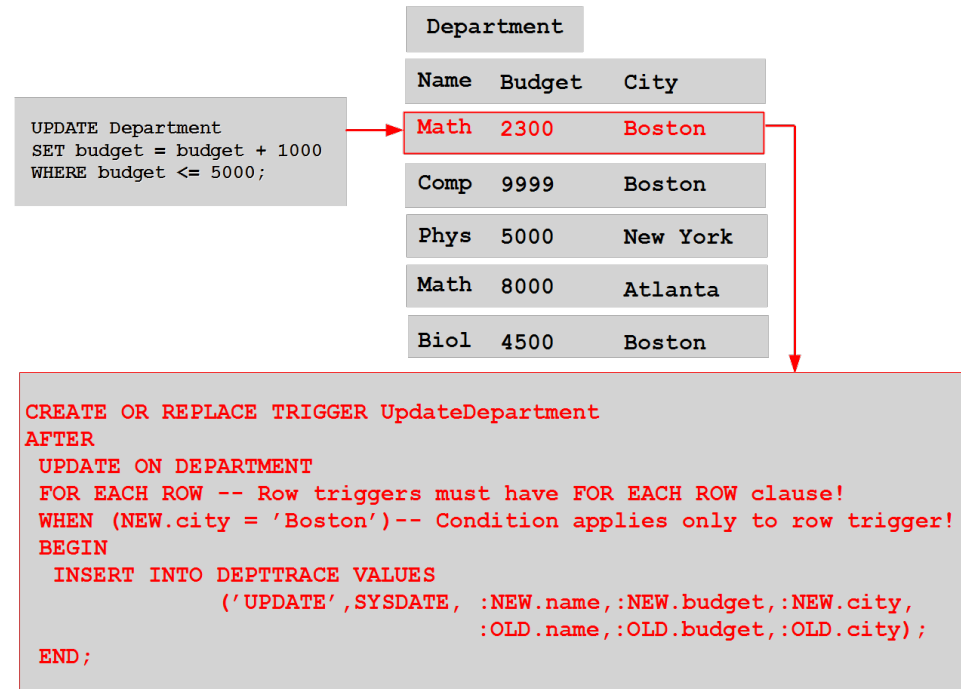 Department
Name Budget City
UPDATE Department
SET budget = budget + 1000
WHERE budget <= 5000;
Math 2300 Boston
Comp 9999 Boston
Phys 5000 New York
Math 8000 Atlanta
Biol 4500 Boston
CREATE OR REPLACE TRIGGER UpdateDepartment
AFTER
UPDATE ON DEPARTMENT
FOR EACH ROW -- Row triggers must have FOR EACH ROW clause!
WHEN (NEW.city = ′Boston′)-- Condition applies only to row trigger!
BEGIN
INSERT INTO DEPTTRACE VALUES
(′UPDATE′,SYSDATE, :NEW.name,:NEW.budget,:NEW.city,
:OLD.name,:OLD.budget,:OLD.city);
END;